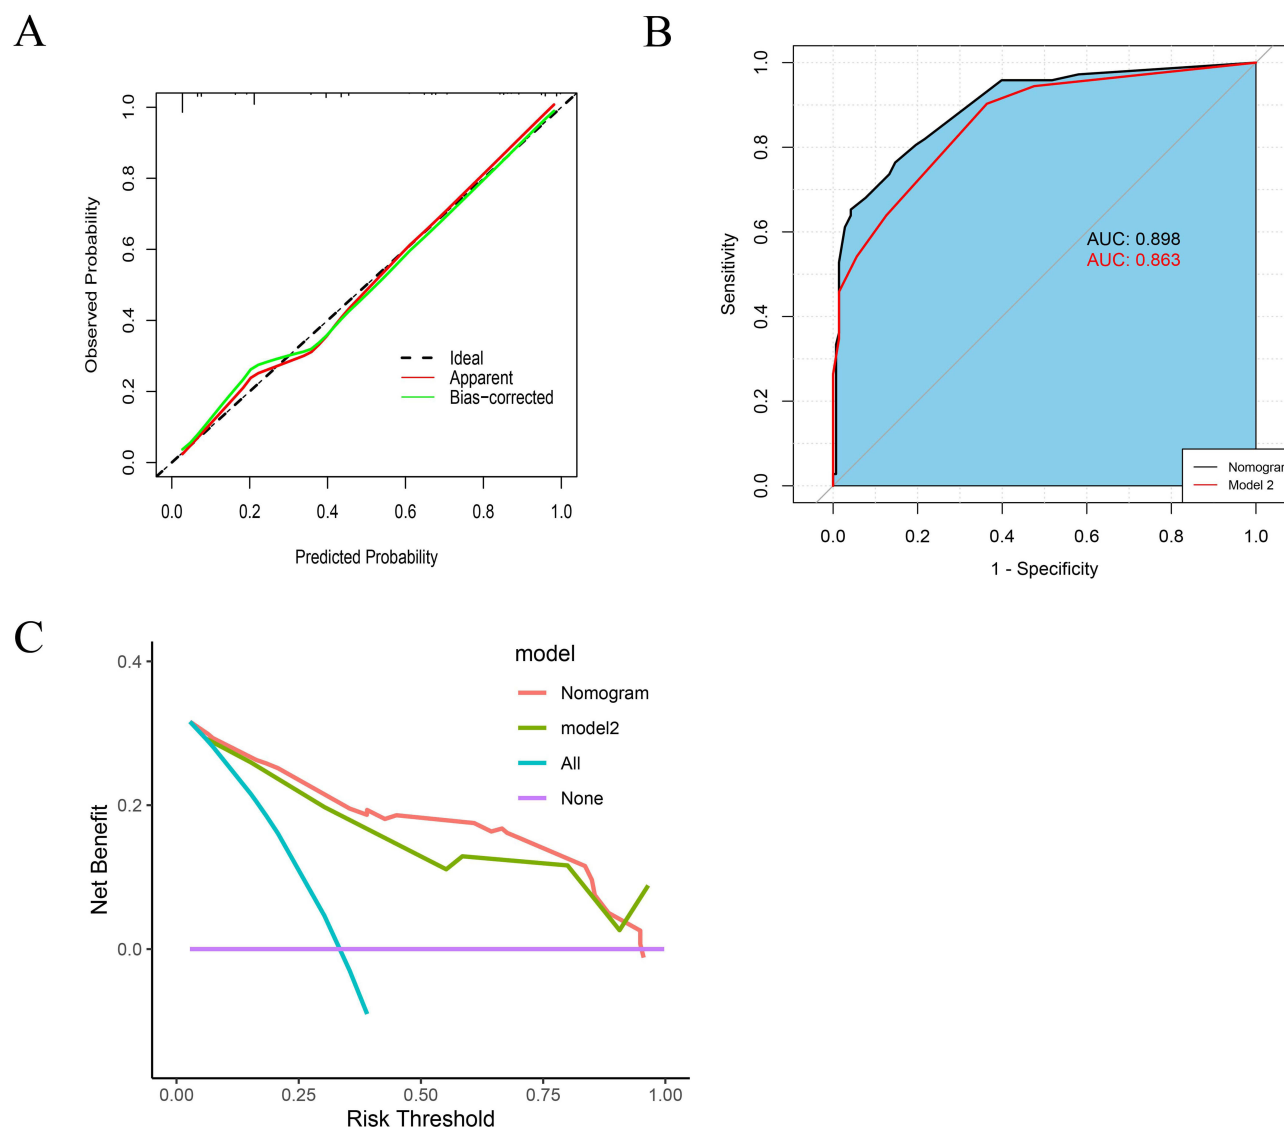 A
1.0
0.8
0.6
0.4
0.2
0.0
Observed Probability
Ideal
Apparent
Bias-corrected
0.0 0.2 0.4 0.6 0.8 1.0
Predicted Probability
B
1.0
0.8
0.6
0.4
0.2
0.0
Sensitivity
AUC: 0.898
AUC: 0.863
Nomogram
Model 2
0.0 0.2 0.4 0.6 0.8 1.0
1 - Specificity
C
0.4
0.2
0.0
Net Benefit
model
Nomogram
model2
All
None
0.00 0.25 0.50 0.75 1.00
Risk Threshold